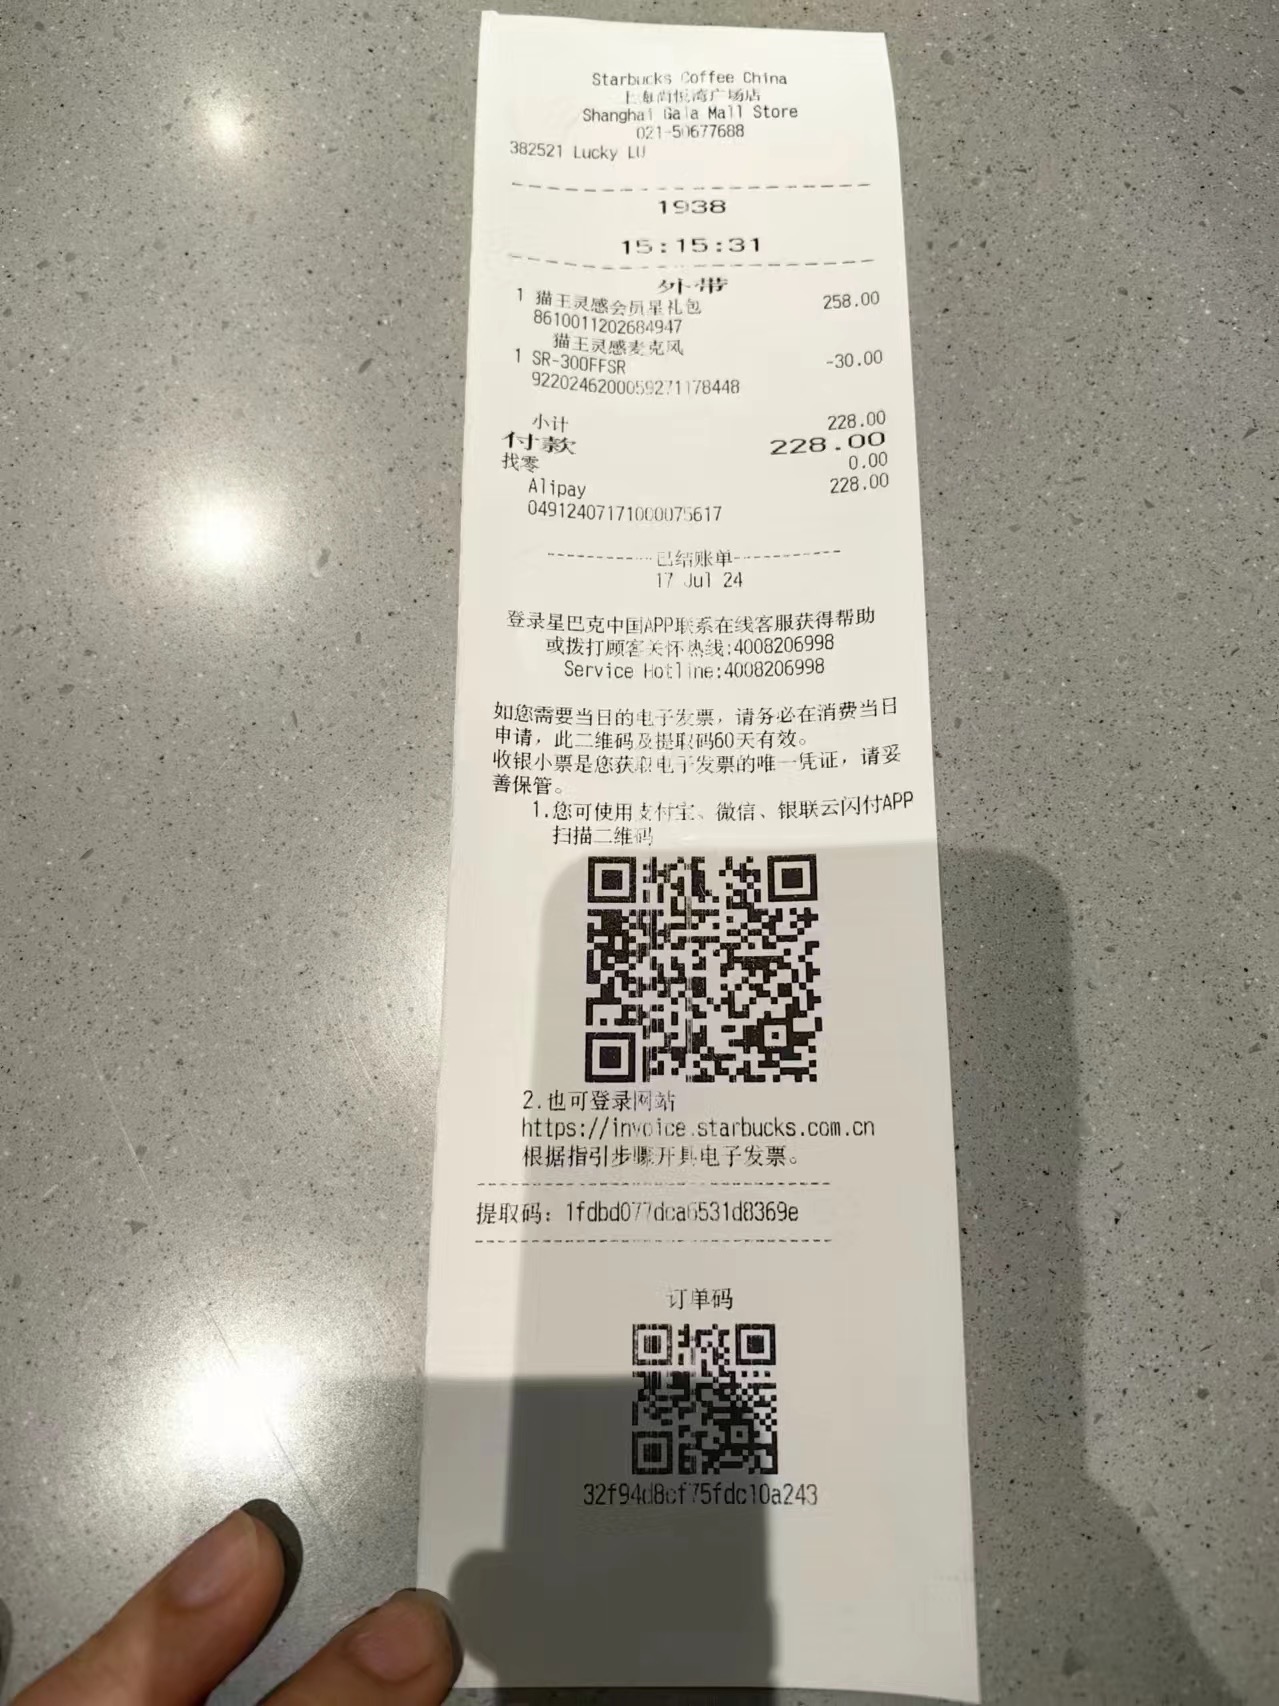 Starbucks Coffee China
上海尚悦湾广场店
Shanghai Gala Mall Store
021-50677688
382521 Lucky LU
1938
15:15:31
外带
1 猫王灵感会员星礼包 258.00
8610011202684947
猫王灵感麦克风
1 SR-300FFSR -30.00
9220246200059271178448
小计 228.00
付款 228.00
找零 0.00
Alipay 228.00
04912407171000075617
-----------已结账单-----------
17 Jul 24
登录星巴克中国APP联系在线客服获得帮助
或拨打顾客关怀热线:4008206998
Service Hotline:4008206998
如您需要当日的电子发票，请务必在消费当日
申请，此二维码及提取码60天有效。
收银小票是您获取电子发票的唯一凭证，请妥
善保管。
1.您可使用支付宝、微信、银联云闪付APP
扫描二维码
2.也可登录网站
https://invoice.starbucks.com.cn
根据指引步骤开具电子发票。
提取码：1fdbd077dca6531d8369e
订单码
32f94d8cf75fdc10a243